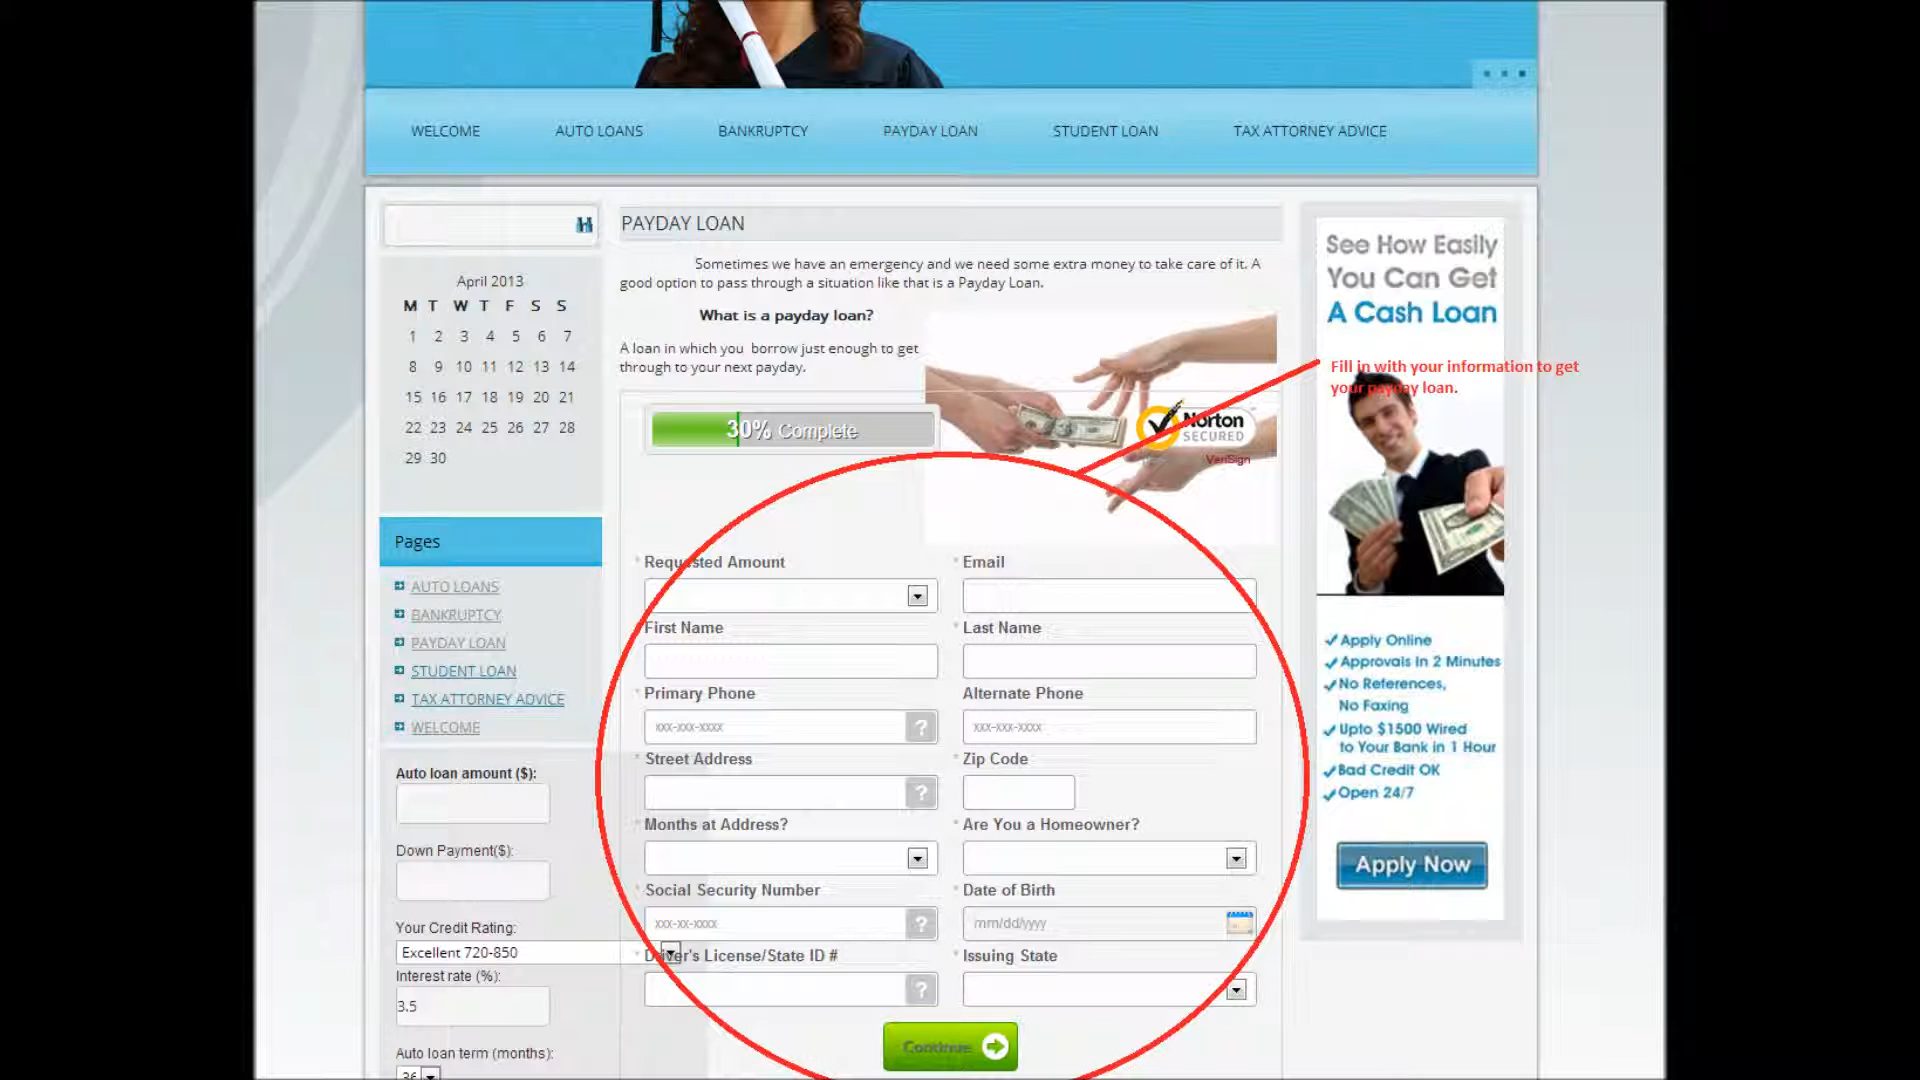 WELCOME AUTO LOANS BANKRUPTCY PAYDAY LOAN STUDENT LOAN TAX ATTORNEY ADVICE
April 2013
M T W T F S S
1 2 3 4 5 6 7
8 9 10 11 12 13 14
15 16 17 18 19 20 21
22 23 24 25 26 27 28
29 30
Pages
AUTO LOANS
BANKRUPTCY
PAYDAY LOAN
STUDENT LOAN
TAX ATTORNEY ADVICE
WELCOME
Auto loan amount ($):
Down Payment($):
Your Credit Rating:
Excellent 720-850
Interest rate (%):
3.5
Auto loan term (months):
36
PAYDAY LOAN
Sometimes we have an emergency and we need some extra money to take care of it. A
good option to pass through a situation like that is a Payday Loan.
What is a payday loan?
A loan in which you borrow just enough to get
through to your next payday.
30% Complete
Norton
SECURED
VeriSign
* Requested Amount * Email
* First Name * Last Name
* Primary Phone Alternate Phone
xxx-xxx-xxxx ? xxx-xxx-xxxx
* Street Address * Zip Code
?
* Months at Address? * Are You a Homeowner?
* Social Security Number * Date of Birth
xxx-xx-xxxx ? mm/dd/yyyy
* Driver's License/State ID # * Issuing State
?
Continue
See How Easily
You Can Get
A Cash Loan
Fill in with your information to get
your payday loan.
Apply Online
Approvals In 2 Minutes
No References,
No Faxing
Upto $1500 Wired
to Your Bank in 1 Hour
Bad Credit OK
Open 24/7
Apply Now